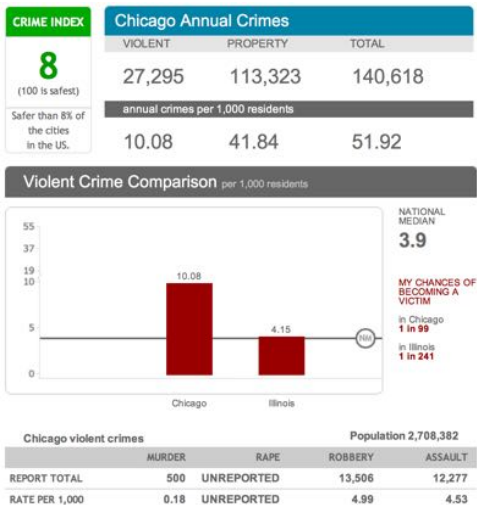 CRIME INDEX
8
(100 is safest)
Safer than 8% of
the cities
in the US.
Chicago Annual Crimes
VIOLENT PROPERTY TOTAL
27,295 113,323 140,618
annual crimes per 1,000 residents
10.08 41.84 51.92
Violent Crime Comparison per 1,000 residents
55
37
19
10
5
0
10.08
4.15
NM
Chicago Illinois
NATIONAL
MEDIAN
3.9
MY CHANCES OF
BECOMING A
VICTIM
in Chicago
1 in 99
in Illinois
1 in 241
Chicago violent crimes Population 2,708,382
MURDER RAPE ROBBERY ASSAULT
REPORT TOTAL 500 UNREPORTED 13,506 12,277
RATE PER 1,000 0.18 UNREPORTED 4.99 4.53